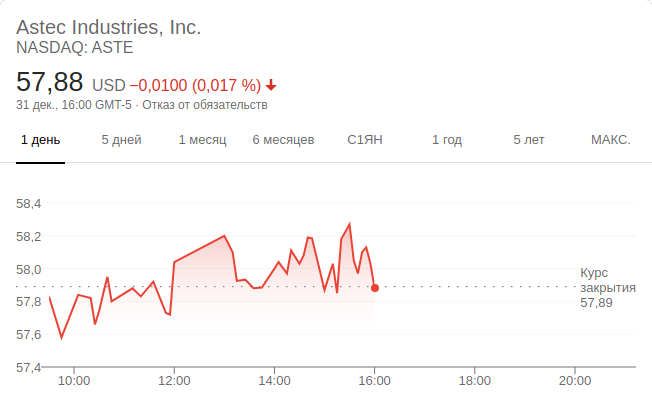 Astec Industries, Inc.
NASDAQ: ASTE
57,88 USD −0,0100 (0,017 %)
31 дек., 16:00 GMT-5 · Отказ от обязательств
1 день 5 дней 1 месяц 6 месяцев С1ЯН 1 год 5 лет МАКС.
58,4
58,2
58,0
57,8
57,6
57,4
Курс
закрытия
57,89
10:00 12:00 14:00 16:00 18:00 20:00